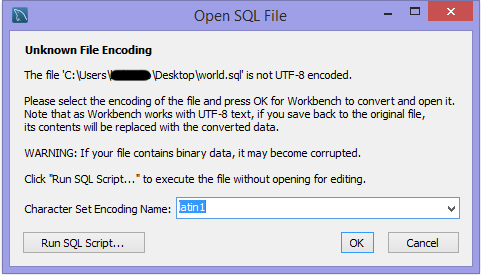 Open SQL File
Unknown File Encoding
The file 'C:\Users\ \Desktop\world.sql' is not UTF-8 encoded.
Please select the encoding of the file and press OK for Workbench to convert and open it.
Note that as Workbench works with UTF-8 text, if you save back to the original file,
its contents will be replaced with the converted data.
WARNING: If your file contains binary data, it may become corrupted.
Click "Run SQL Script..." to execute the file without opening for editing.
Character Set Encoding Name: latin1
Run SQL Script... OK Cancel